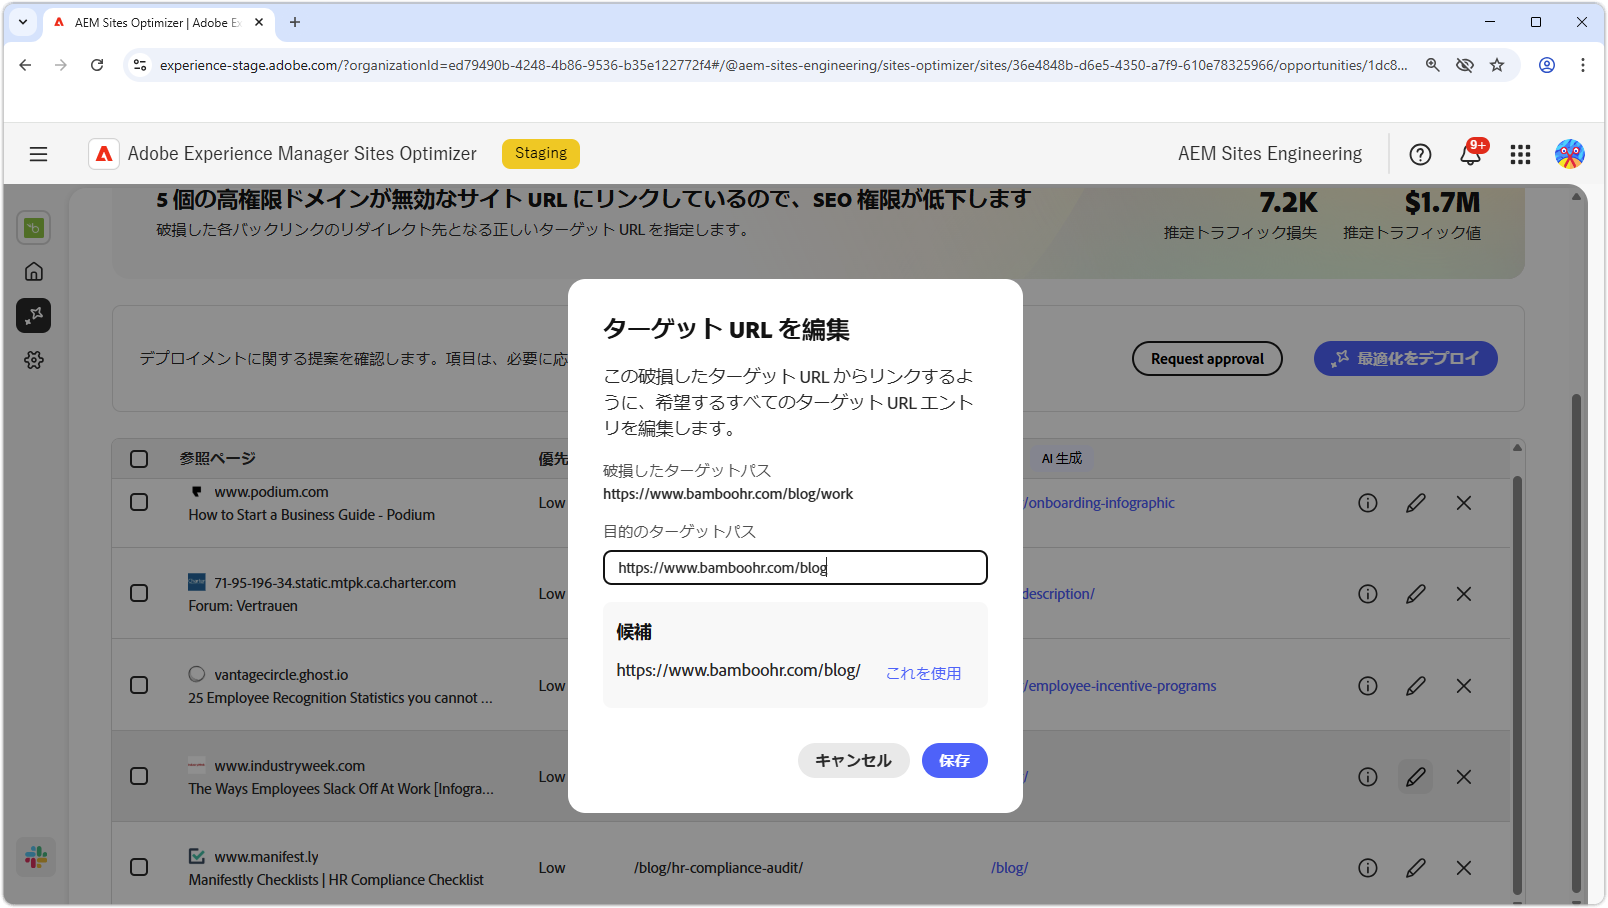 AEM Sites Optimizer | Adobe Ex
experience-stage.adobe.com/?organizationId=ed79490b-4248-4b86-9536-b35e122772f4#/@aem-sites-engineering/sites-optimizer/sites/36e4848b-d6e5-4350-a7f9-610e78325966/opportunities/1dc8...
Adobe Experience Manager Sites Optimizer
Staging
AEM Sites Engineering
9+
5 個の高権限ドメインが無効なサイト URL にリンクしているので、SEO 権限が低下します
破損した各バックリンクのリダイレクト先となる正しいターゲット URL を指定します。
7.2K
推定トラフィック損失
$1.7M
推定トラフィック値
デプロイメントに関する提案を確認します。項目は、必要に応
Request approval
最適化をデプロイ
参照ページ
優先
AI 生成
www.podium.com
How to Start a Business Guide - Podium
Low
/onboarding-infographic
71-95-196-34.static.mtpk.ca.charter.com
Forum: Vertrauen
Low
description/
vantagecircle.ghost.io
25 Employee Recognition Statistics you cannot ...
Low
/employee-incentive-programs
www.industryweek.com
The Ways Employees Slack Off At Work [Infogra...
Low
/
www.manifest.ly
Manifestly Checklists | HR Compliance Checklist
Low
/blog/hr-compliance-audit/
/blog/
ターゲット URL を編集
この破損したターゲット URL からリンクするよ
うに、希望するすべてのターゲット URL エント
リを編集します。
破損したターゲットパス
https://www.bamboohr.com/blog/work
目的のターゲットパス
https://www.bamboohr.com/blog
候補
https://www.bamboohr.com/blog/
これを使用
キャンセル
保存